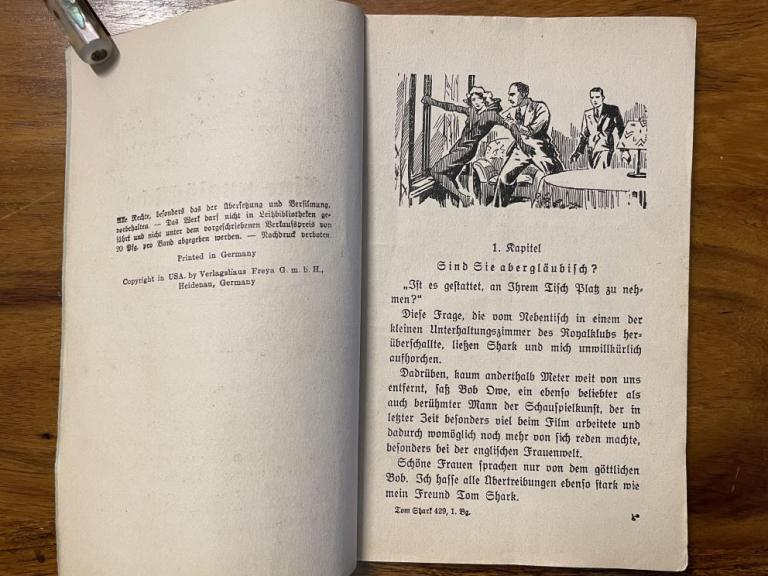 Alle Rechte, besonders das der Übersetzung und Verfilmung,
vorbehalten. — Das Werk darf nicht in Leihbibliotheken ge-
führt und nicht unter dem vorgeschriebenen Verkaufspreis von
20 Pfg. pro Band abgegeben werden. — Nachdruck verboten.
Printed in Germany
Copyright in USA. by Verlagshaus Freya G. m. b. H.,
Heidenau, Germany
1. Kapitel
Sind Sie abergläubisch?
„Ist es gestattet, an Ihrem Tisch Platz zu neh-
men?“
Diese Frage, die vom Nebentisch in einem der
kleinen Unterhaltungszimmer des Royalklubs her-
überschallte, ließen Shark und mich unwillkürlich
aufhorchen.
Dadrüben, kaum anderthalb Meter weit von uns
entfernt, saß Bob Owe, ein ebenso beliebter als
auch berühmter Mann der Schauspielkunst, der in
letzter Zeit besonders viel beim Film arbeitete und
dadurch womöglich noch mehr von sich reden machte,
besonders bei der englischen Frauenwelt.
Schöne Frauen sprachen nur von dem göttlichen
Bob. Ich hasse alle Übertreibungen ebenso stark wie
mein Freund Tom Shark.
Tom Shark 429, 1. Bg.